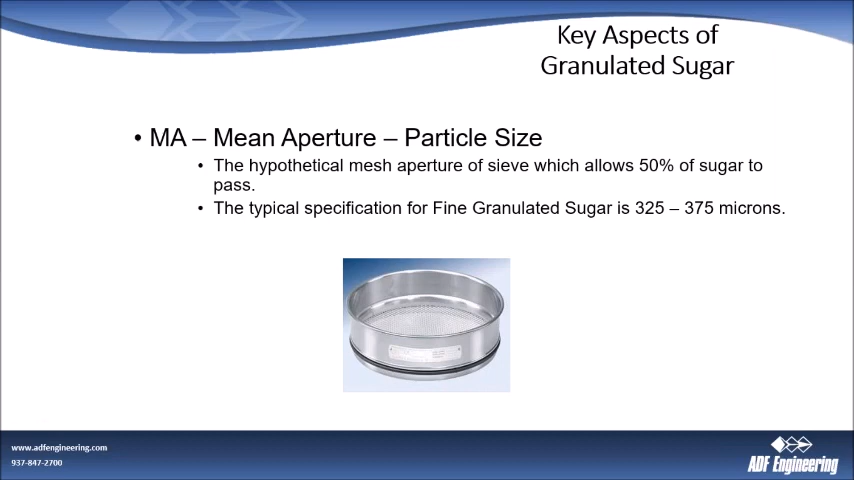 Key Aspects of
Granulated Sugar
• MA – Mean Aperture – Particle Size
• The hypothetical mesh aperture of sieve which allows 50% of sugar to
pass.
• The typical specification for Fine Granulated Sugar is 325 – 375 microns.
www.adfengineering.com
937-847-2700
ADF Engineering